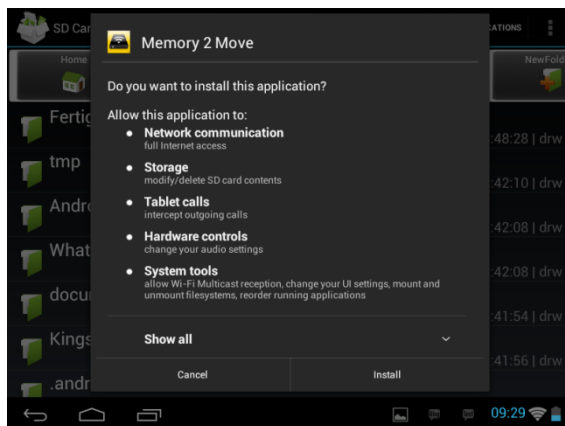 SD Car
ATIONS
Memory 2 Move
Home
NewFold
Do you want to install this application?
Allow this application to:
Network communication
full Internet access
Storage
modify/delete SD card contents
Tablet calls
intercept outgoing calls
Hardware controls
change your audio settings
System tools
allow Wi-Fi Multicast reception, change your UI settings, mount and
unmount filesystems, reorder running applications
Show all
Cancel
Install
Fertig
:48:28 | drw
tmp
:42:10 | drw
Andro
:42:08 | drw
What
:42:08 | drw
docu
:41:54 | drw
Kings
:41:56 | drw
.andr
09:29